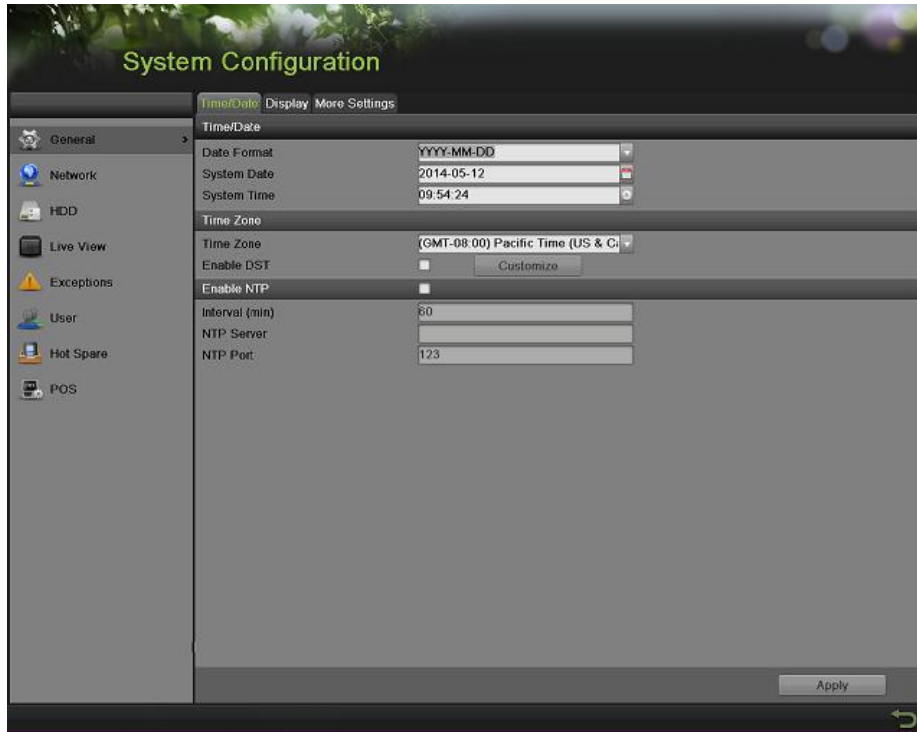 System Configuration
Time/Date Display More Settings
General
Network
HDD
Live View
Exceptions
User
Hot Spare
POS
Time/Date
Date Format YYYY-MM-DD
System Date 2014-05-12
System Time 09:54:24
Time Zone
Time Zone (GMT-08:00) Pacific Time (US & Ca
Enable DST Customize
Enable NTP
Interval (min) 60
NTP Server
NTP Port 123
Apply